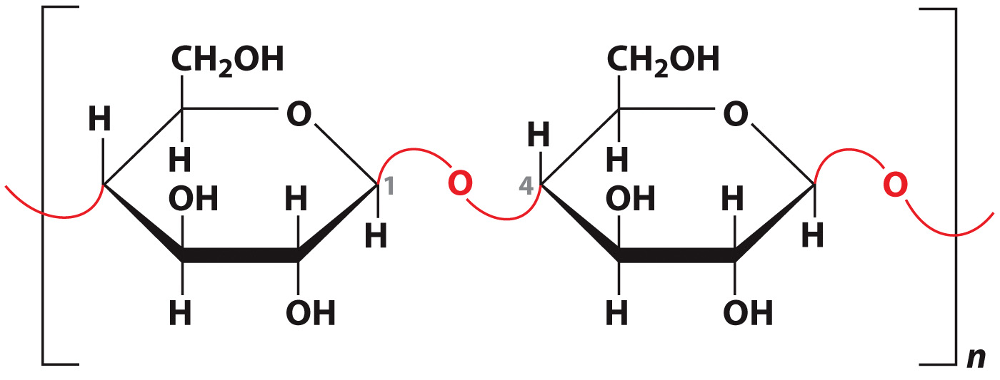 CH₂OH CH₂OH
H O H O
H H
OH H 1 O 4 OH H O
H H
H OH H OH
n